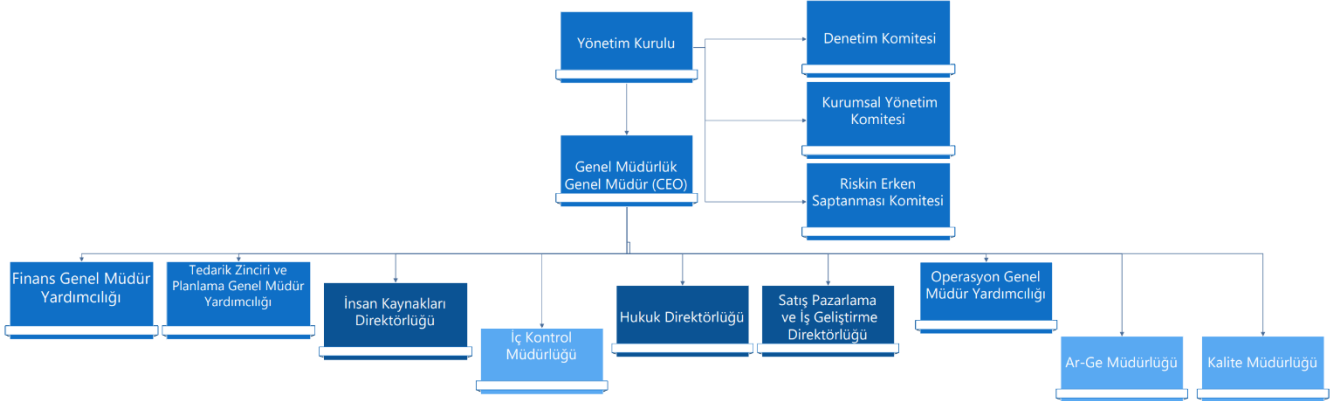 Yönetim Kurulu
Denetim Komitesi
Kurumsal Yönetim
Komitesi
Genel Müdürlük
Genel Müdür (CEO)
Riskin Erken
Saptanması Komitesi
Finans Genel Müdür
Yardımcılığı
Tedarik Zinciri ve
Planlama Genel Müdür
Yardımcılığı
İnsan Kaynakları
Direktörlüğü
İç Kontrol
Müdürlüğü
Hukuk Direktörlüğü
Satış Pazarlama
ve İş Geliştirme
Direktörlüğü
Operasyon Genel
Müdür Yardımcılığı
Ar-Ge Müdürlüğü
Kalite Müdürlüğü